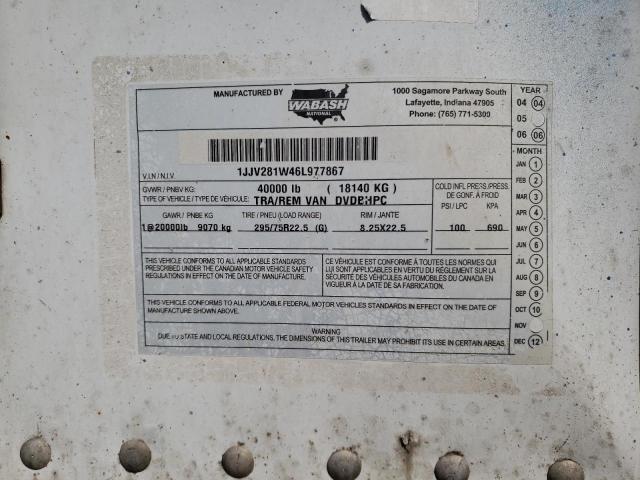 MANUFACTURED BY
WABASH
NATIONAL
1000 Sagamore Parkway South
Lafayette, Indiana 47905
Phone: (765) 771-5300
V.I.N / N.I.V.
1JJV281W46L977867
GVWR / PNBV KG: 40000 lb ( 18140 KG )
TYPE OF VEHICLE / TYPE DE VÉHICULE: TRA/REM VAN DVDBHPC
COLD INFL PRESS
DE GONF. À FROID
PSI / LPC KPA
GAWR / PNBE KG TIRE / PNEU (LOAD RANGE) RIM / JANTE
1@20000lb 9070 kg 295/75R22.5 (G) 8.25X22.5 100 690
THIS VEHICLE CONFORMS TO ALL APPLICABLE STANDARDS
PRESCRIBED UNDER THE CANADIAN MOTOR VEHICLE SAFETY
REGULATIONS IN EFFECT ON THE DATE OF MANUFACTURE.
CE VÉHICULE EST CONFORME À TOUTES LES NORMES QUI
LUI SONT APPLICABLES EN VERTU DU RÈGLEMENT SUR LA
SÉCURITÉ DES VÉHICULES AUTOMOBILES DU CANADA EN
VIGUEUR À LA DATE DE SA FABRICATION.
THIS VEHICLE CONFORMS TO ALL APPLICABLE FEDERAL MOTOR VEHICLES STANDARDS IN EFFECT ON THE DATE OF
MANUFACTURE SHOWN ABOVE.
WARNING
DUE TO STATE AND LOCAL REGULATIONS, THE DIMENSIONS OF THIS TRAILER MAY PROHIBIT ITS USE IN CERTAIN AREAS.
YEAR
04 04
05
06 06
MONTH
JAN 1
FEB 2
MAR 3
APR 4
MAY 5
JUN 6
JUL 7
AUG 8
SEP 9
OCT 10
NOV
DEC 12